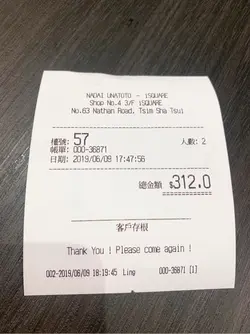 NADAI UNATOTO - iSQUARE
Shop No.4 3/F iSQUARE
No.63 Nathan Road, Tsim Sha Tsui
檯號: 57 人數: 2
帳單: 000-36871
日期: 2019/06/08 17:47:56
總金額: $312.0
客戶存根
Thank You ! Please come again !
002-2019/06/08 18:19:45 Ling 000-36871 [1]